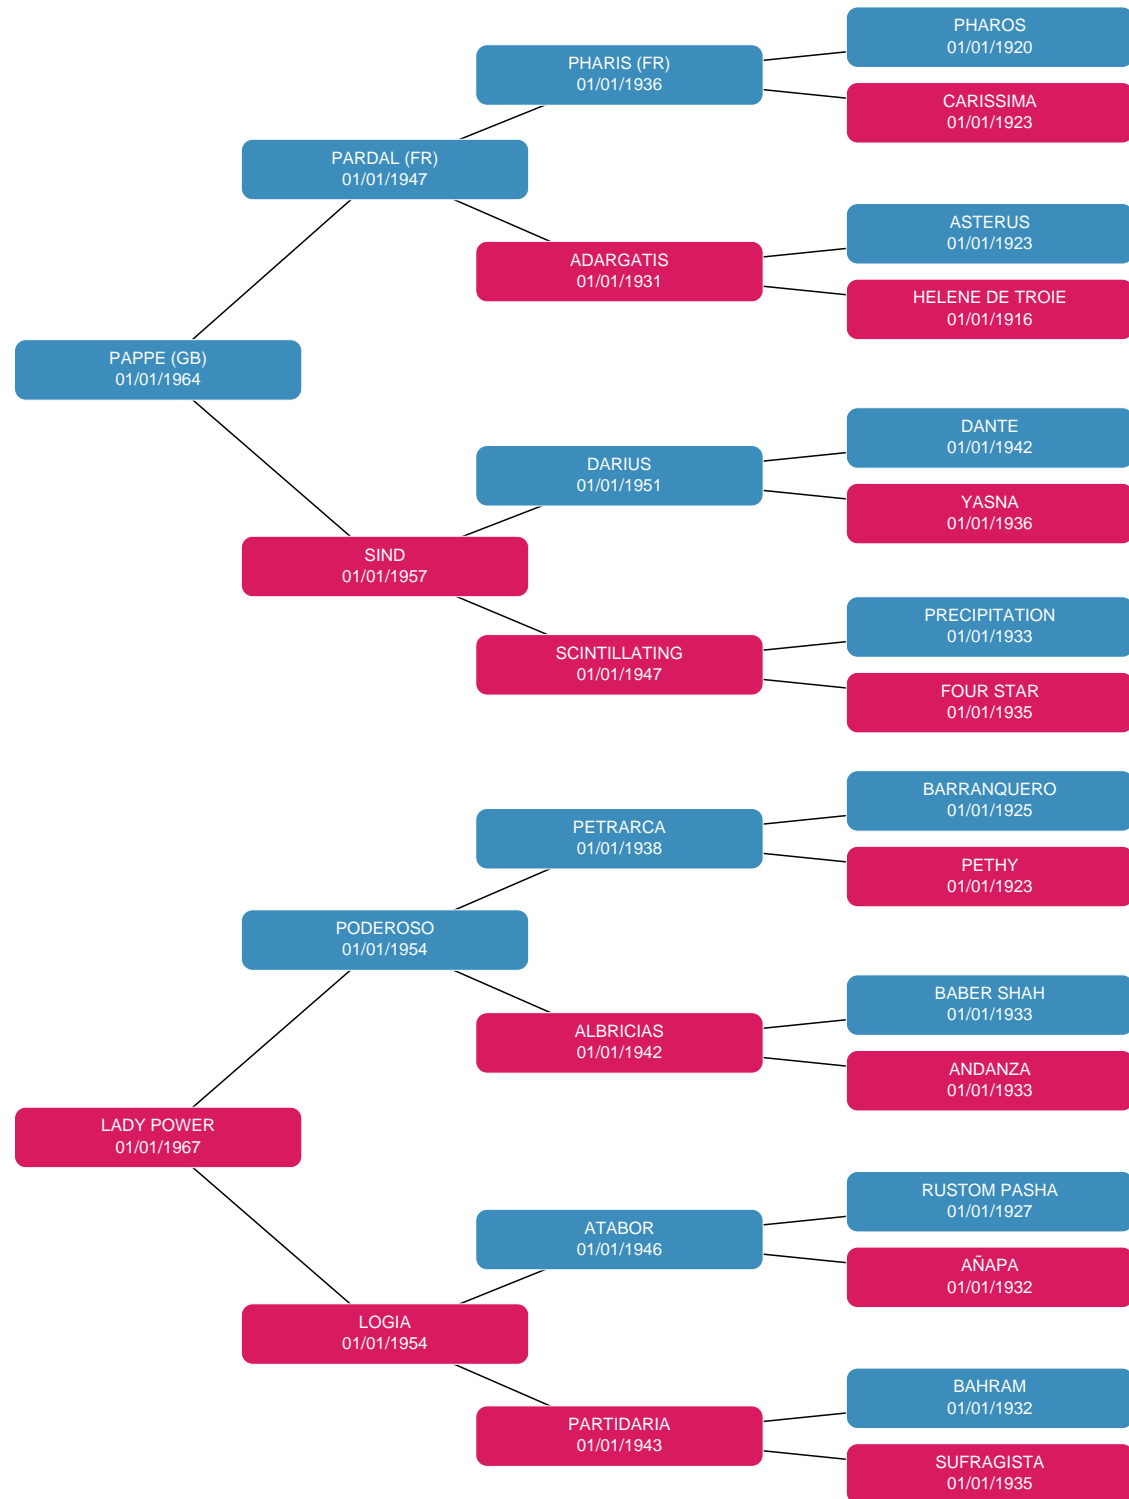 PHAROS
01/01/1920
PHARIS (FR)
01/01/1936
CARISSIMA
01/01/1923
PARDAL (FR)
01/01/1947
ASTERUS
01/01/1923
ADARGATIS
01/01/1931
HELENE DE TROIE
01/01/1916
PAPPE (GB)
01/01/1964
DANTE
01/01/1942
DARIUS
01/01/1951
YASNA
01/01/1936
SIND
01/01/1957
PRECIPITATION
01/01/1933
SCINTILLATING
01/01/1947
FOUR STAR
01/01/1935
BARRANQUERO
01/01/1925
PETRARCA
01/01/1938
PETHY
01/01/1923
PODEROSO
01/01/1954
BABER SHAH
01/01/1933
ALBRICIAS
01/01/1942
ANDANZA
01/01/1933
LADY POWER
01/01/1967
RUSTOM PASHA
01/01/1927
ATABOR
01/01/1946
AÑAPA
01/01/1932
LOGIA
01/01/1954
BAHRAM
01/01/1932
PARTIDARIA
01/01/1943
SUFRAGISTA
01/01/1935